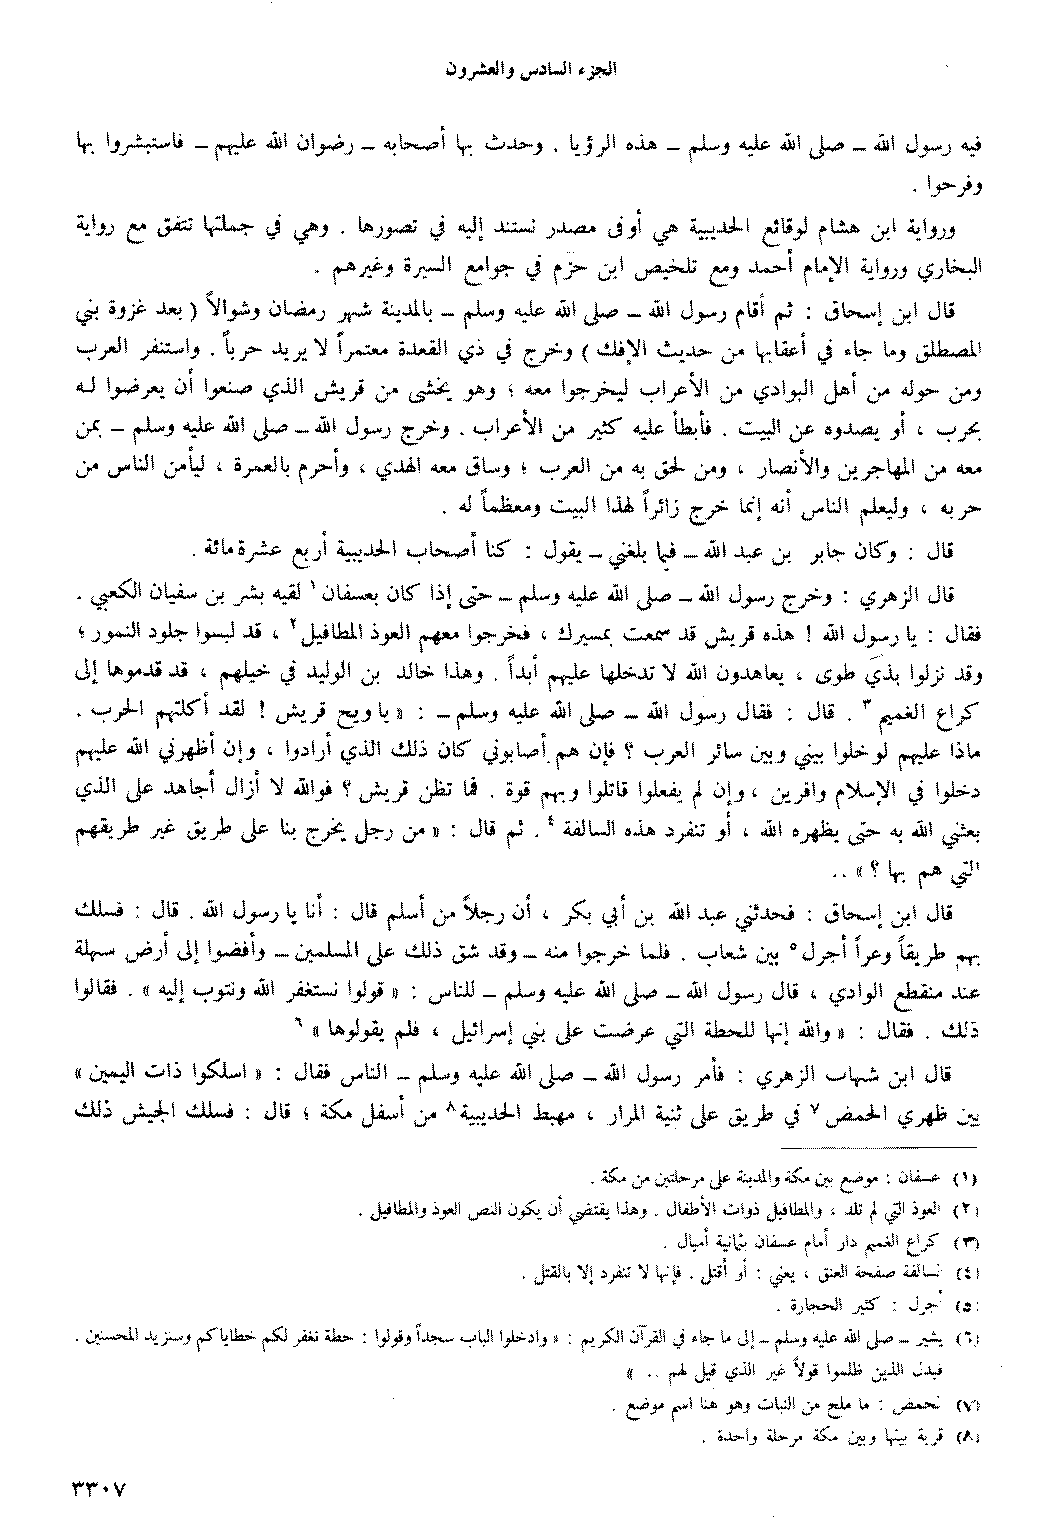 الجزء السادس والعشرون
فيه رسول الله – صلى الله عليه وسلم – هذه الرؤيا . وحدث بها أصحابه – رضوان الله عليهم – فاستبشروا بها
وفرحوا .
ورواية ابن هشام لوقائع الحديبية هي أوفى مصدر نستند إليه في تصورها . وهي في جملتها تتفق مع رواية
البخاري ورواية الإمام أحمد ومع تلخيص ابن حزم في جوامع السيرة وغيرهم .
قال ابن إسحاق : ثم أقام رسول الله – صلى الله عليه وسلم – بالمدينة شهر رمضان وشوالاً ( بعد غزوة بني
المصطلق وما جاء في أعقابها من حديث الإفك ) وخرج في ذي القعدة معتمراً لا يريد حرباً . واستنفر العرب
ومن حوله من أهل البوادي من الأعراب ليخرجوا معه ؛ وهو يخشى من قريش الذي صنعوا أن يعرضوا له
بحرب ، أو يصدوه عن البيت . فأبطأ عليه كثير من الأعراب . وخرج رسول الله – صلى الله عليه وسلم – بمن
معه من المهاجرين والأنصار ، ومن لحق به من العرب ؛ وساق معه الهدي ، وأحرم بالعمرة ، ليأمن الناس من
حربه ، وليعلم الناس أنه إنما خرج زائراً لهذا البيت ومعظماً له .
قال : وكان جابر بن عبد الله – فيما بلغني – يقول : كنا أصحاب الحديبية أربع عشرة مائة .
قال الزهري : وخرج رسول الله – صلى الله عليه وسلم – حتى إذا كان بعسفان ١ لقيه بشر بن سفيان الكعبي .
فقال : يا رسول الله ! هذه قريش قد سمعت بمسيرك ، فخرجوا معهم العوذ المطافيل ٢ ، قد لبسوا جلود النمور ؛
وقد نزلوا بذي طوى ، يعاهدون الله لا تدخلها عليهم أبداً . وهذا خالد بن الوليد في خيلهم ، قد قدموها إلى
كراع الغميم ٣ . قال : فقال رسول الله – صلى الله عليه وسلم – : « يا ويح قريش ! لقد أكلتهم الحرب .
ماذا عليهم لو خلوا بيني وبين سائر العرب ؟ فإن هم أصابوني كان ذلك الذي أرادوا ، وإن أظهرني الله عليهم
دخلوا في الإسلام وافرين ، وإن لم يفعلوا قاتلوا وبهم قوة . فما تظن قريش ؟ فوالله لا أزال أجاهد على الذي
بعثني الله به حتى يظهره الله ، أو تنفرد هذه السالفة ٤ . ثم قال : « من رجل يخرج بنا على طريق غير طريقهم
التي هم بها ؟ » ..
قال ابن إسحاق : فحدثني عبد الله بن أبي بكر ، أن رجلاً من أسلم قال : أنا يا رسول الله . قال : فسلك
بهم طريقاً وعراً أجرل ٥ بين شعاب . فلما خرجوا منه – وقد شق ذلك على المسلمين – وأفضوا إلى أرض سهلة
عند منقطع الوادي ، قال رسول الله – صلى الله عليه وسلم – للناس : « قولوا نستغفر الله ونتوب إليه » . فقالوا
ذلك . فقال : « والله إنها للحطة التي عرضت على بني إسرائيل ، فلم يقولوها » ٦
قال ابن شهاب الزهري : فأمر رسول الله – صلى الله عليه وسلم – الناس فقال : « اسلكوا ذات اليمين »
بين ظهري الحمض ٧ في طريق على ثنية المرار ، مهبط الحديبية ٨ من أسفل مكة ؛ قال : فسلك الجيش ذلك
(١) عسفان : موضع بين مكة والمدينة على مرحلتين من مكة .
(٢) العوذ التي لم تلد ، والمطافيل ذوات الأطفال . وهذا يقتضي أن يكون النص العوذ والمطافيل .
(٣) كراع الغميم دار أمام عسفان بثمانية أميال .
(٤) السالفة صفحة العنق ، يعني : أو أقتل . فإنها لا تنفرد إلا بالقتل .
(٥) أجرل : كثير الحجارة .
(٦) يشير – صلى الله عليه وسلم – إلى ما جاء في القرآن الكريم : « وادخلوا الباب سجداً وقولوا : حطة نغفر لكم خطاياكم وسنزيد المحسنين .
فبدل الذين ظلموا قولاً غير الذي قيل لهم .. »
(٧) الحمض : ما ملح من النبات وهو هنا اسم موضع .
(٨) قرية بينها وبين مكة مرحلة واحدة .
٣٣٠٧